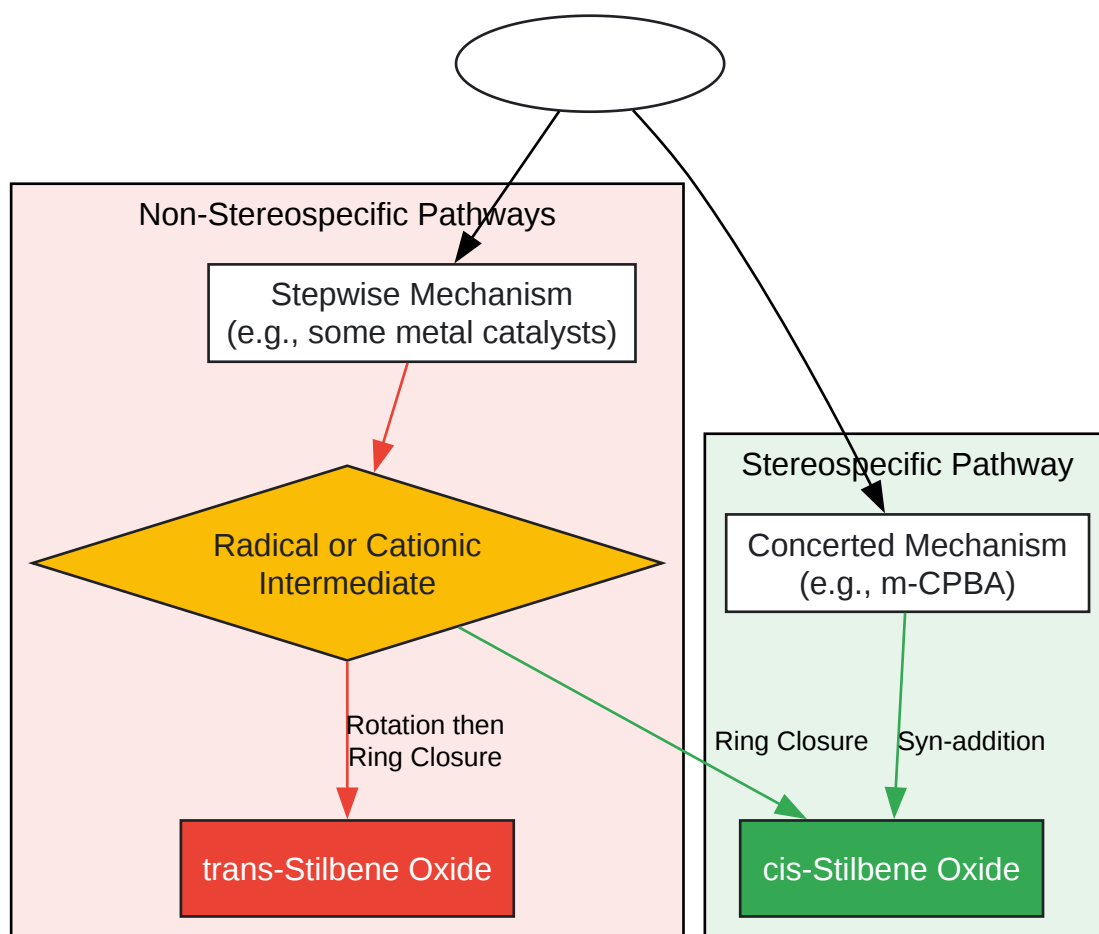 Non-Stereospecific Pathways
Stepwise Mechanism
(e.g., some metal catalysts)
Radical or Cationic
Intermediate
Rotation then
Ring Closure
trans-Stilbene Oxide
Stereospecific Pathway
Concerted Mechanism
(e.g., m-CPBA)
Ring Closure
Syn-addition
cis-Stilbene Oxide